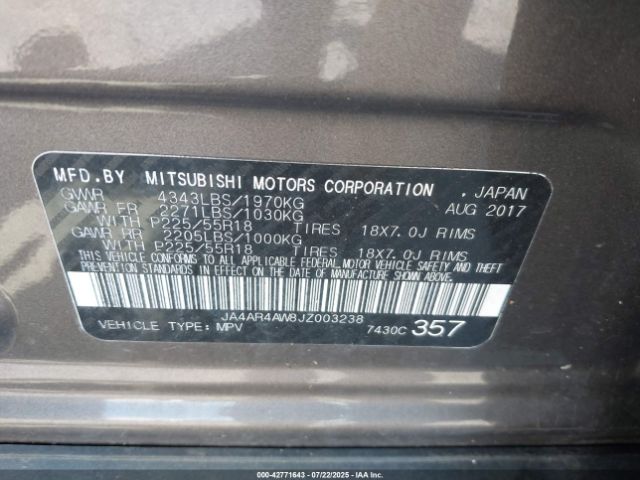 MFD.BY MITSUBISHI MOTORS CORPORATION . JAPAN
GVWR 4343LBS/1970KG AUG 2017
GAWR FR 2271LBS/1030KG
WITH P225/55R18 TIRES 18X7.0J RIMS
GAWR RR 2205LBS/1000KG
WITH P225/55R18 TIRES 18X7.0J RIMS
THIS VEHICLE CONFORMS TO ALL APPLICABLE FEDERAL MOTOR VEHICLE SAFETY AND THEFT
PREVENTION STANDARDS IN EFFECT ON THE DATE OF MANUFACTURE SHOWN ABOVE.
JA4AR4AW8JZ003238
VEHICLE TYPE: MPV 7430C 357
000-42771643 07/22/2025 IAAI.COM